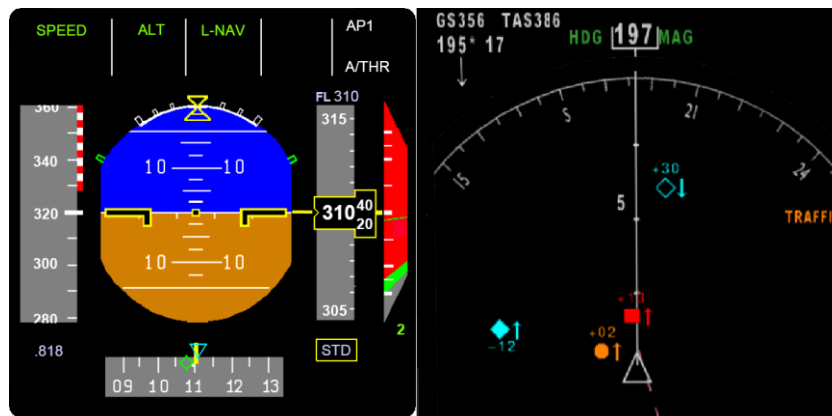 SPEED ALT L-NAV AP1
A/THR
FL 310
360
340
320
300
280
10 10
10 10
315
310 40
20
305
2
.818
STD
09 10 11 12 13
GS356 TAS386
195° 17
HDG 197 MAG
15 S 21 24
+30
5
TRAFFI
+13
+02
-12